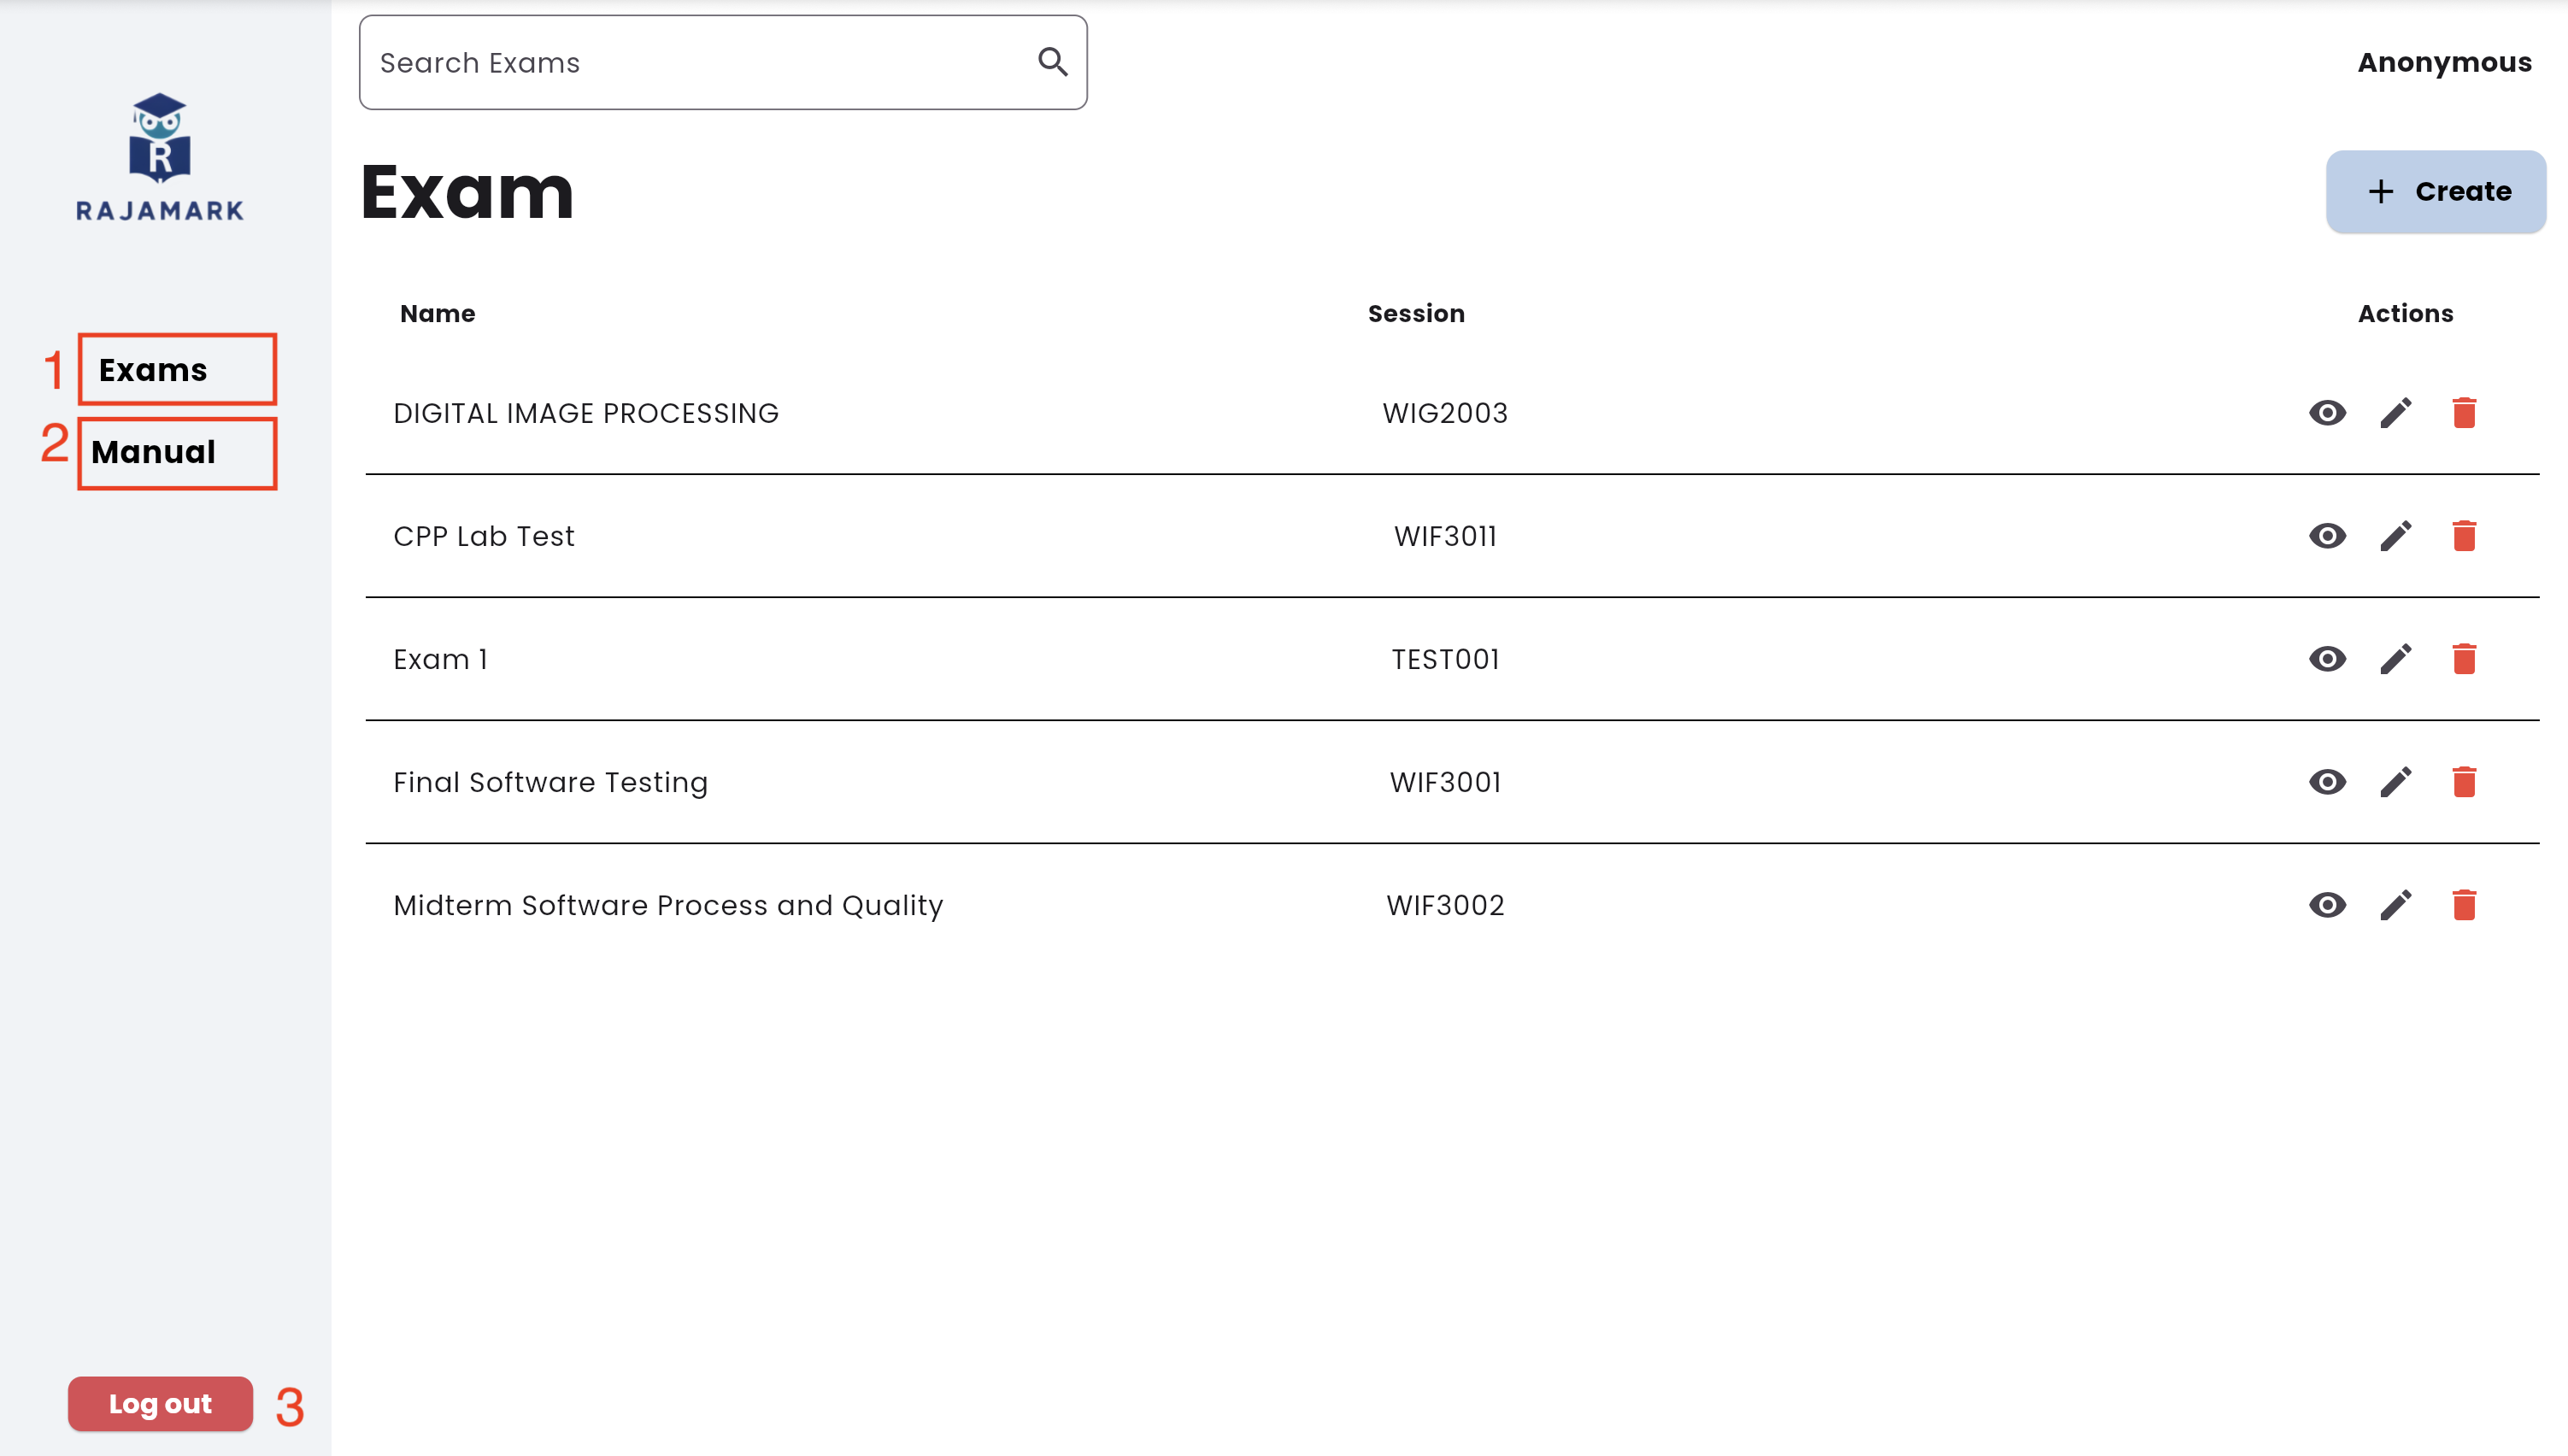 Search Exams
Anonymous
R
RAJAMARK
Exam
+ Create
1 Exams
2 Manual
Name Session Actions
DIGITAL IMAGE PROCESSING WIG2003
CPP Lab Test WIF3011
Exam 1 TEST001
Final Software Testing WIF3001
Midterm Software Process and Quality WIF3002
Log out 3